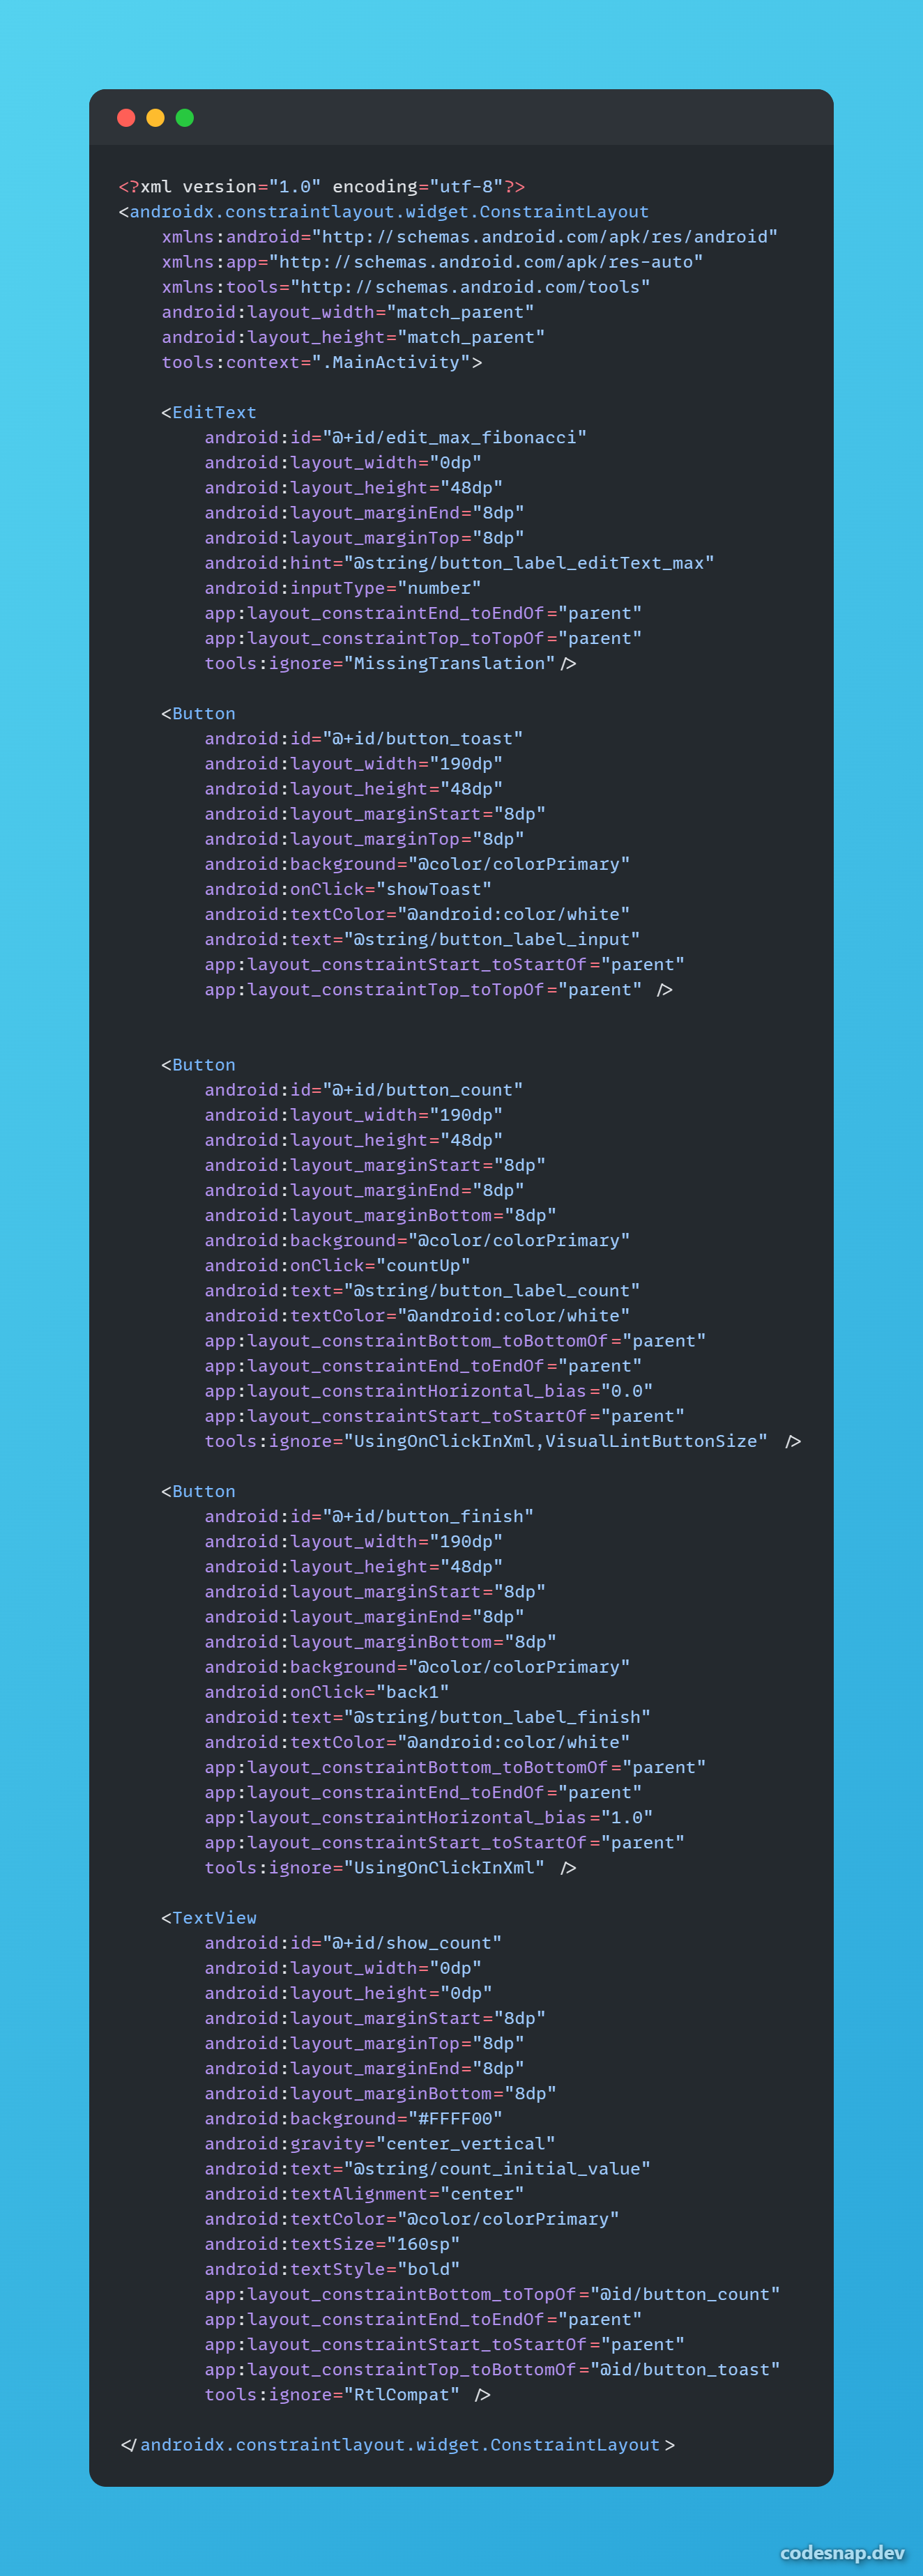 <?xml version="1.0" encoding="utf-8"?>
<androidx.constraintlayout.widget.ConstraintLayout
    xmlns:android="http://schemas.android.com/apk/res/android"
    xmlns:app="http://schemas.android.com/apk/res-auto"
    xmlns:tools="http://schemas.android.com/tools"
    android:layout_width="match_parent"
    android:layout_height="match_parent"
    tools:context=".MainActivity">

    <EditText
        android:id="@+id/edit_max_fibonacci"
        android:layout_width="0dp"
        android:layout_height="48dp"
        android:layout_marginEnd="8dp"
        android:layout_marginTop="8dp"
        android:hint="@string/button_label_editText_max"
        android:inputType="number"
        app:layout_constraintEnd_toEndOf="parent"
        app:layout_constraintTop_toTopOf="parent"
        tools:ignore="MissingTranslation"/>

    <Button
        android:id="@+id/button_toast"
        android:layout_width="190dp"
        android:layout_height="48dp"
        android:layout_marginStart="8dp"
        android:layout_marginTop="8dp"
        android:background="@color/colorPrimary"
        android:onClick="showToast"
        android:textColor="@android:color/white"
        android:text="@string/button_label_input"
        app:layout_constraintStart_toStartOf="parent"
        app:layout_constraintTop_toTopOf="parent" />


    <Button
        android:id="@+id/button_count"
        android:layout_width="190dp"
        android:layout_height="48dp"
        android:layout_marginStart="8dp"
        android:layout_marginEnd="8dp"
        android:layout_marginBottom="8dp"
        android:background="@color/colorPrimary"
        android:onClick="countUp"
        android:text="@string/button_label_count"
        android:textColor="@android:color/white"
        app:layout_constraintBottom_toBottomOf="parent"
        app:layout_constraintEnd_toEndOf="parent"
        app:layout_constraintHorizontal_bias="0.0"
        app:layout_constraintStart_toStartOf="parent"
        tools:ignore="UsingOnClickInXml,VisualLintButtonSize" />

    <Button
        android:id="@+id/button_finish"
        android:layout_width="190dp"
        android:layout_height="48dp"
        android:layout_marginStart="8dp"
        android:layout_marginEnd="8dp"
        android:layout_marginBottom="8dp"
        android:background="@color/colorPrimary"
        android:onClick="back1"
        android:text="@string/button_label_finish"
        android:textColor="@android:color/white"
        app:layout_constraintBottom_toBottomOf="parent"
        app:layout_constraintEnd_toEndOf="parent"
        app:layout_constraintHorizontal_bias="1.0"
        app:layout_constraintStart_toStartOf="parent"
        tools:ignore="UsingOnClickInXml" />

    <TextView
        android:id="@+id/show_count"
        android:layout_width="0dp"
        android:layout_height="0dp"
        android:layout_marginStart="8dp"
        android:layout_marginTop="8dp"
        android:layout_marginEnd="8dp"
        android:layout_marginBottom="8dp"
        android:background="#FFFF00"
        android:gravity="center_vertical"
        android:text="@string/count_initial_value"
        android:textAlignment="center"
        android:textColor="@color/colorPrimary"
        android:textSize="160sp"
        android:textStyle="bold"
        app:layout_constraintBottom_toTopOf="@id/button_count"
        app:layout_constraintEnd_toEndOf="parent"
        app:layout_constraintStart_toStartOf="parent"
        app:layout_constraintTop_toBottomOf="@id/button_toast"
        tools:ignore="RtlCompat" />

</androidx.constraintlayout.widget.ConstraintLayout>
codesnap.dev